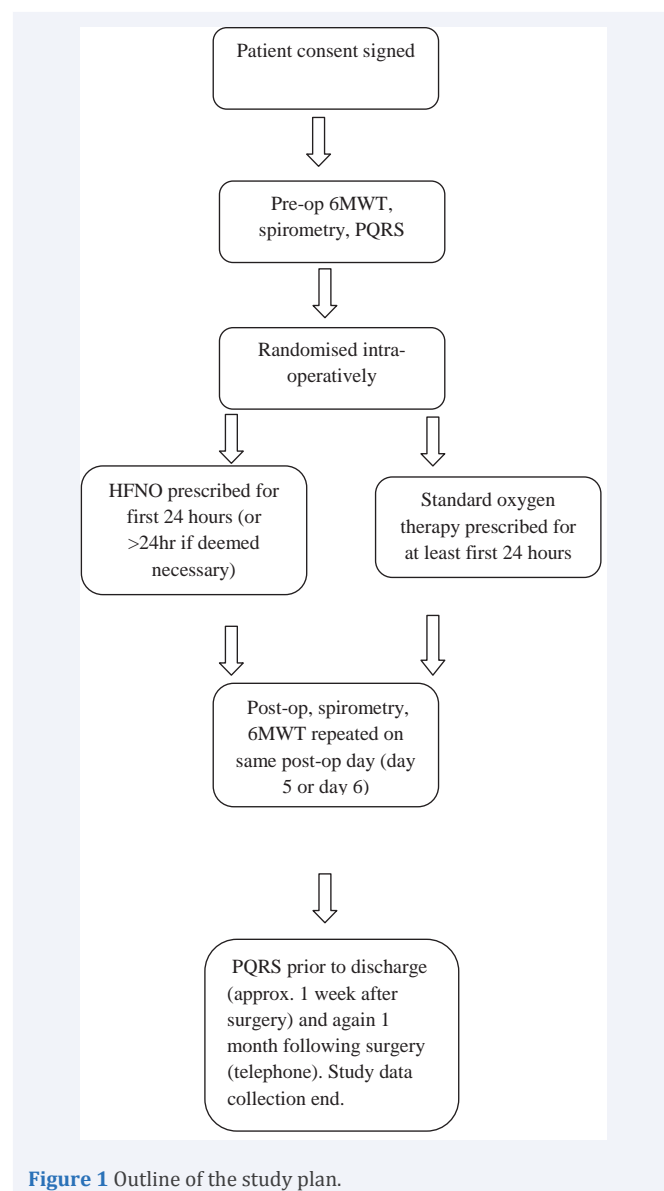 Patient consent signed
Pre-op 6MWT,
spirometry, PQRS
Randomised intra-
operatively
HFNO prescribed for
first 24 hours (or
>24hr if deemed
necessary)
Standard oxygen
therapy prescribed for
at least first 24 hours
Post-op, spirometry,
6MWT repeated on
same post-op day (day
5 or day 6)
PQRS prior to discharge
(approx. 1 week after
surgery) and again 1
month following surgery
(telephone). Study data
collection end.
Figure 1 Outline of the study plan.